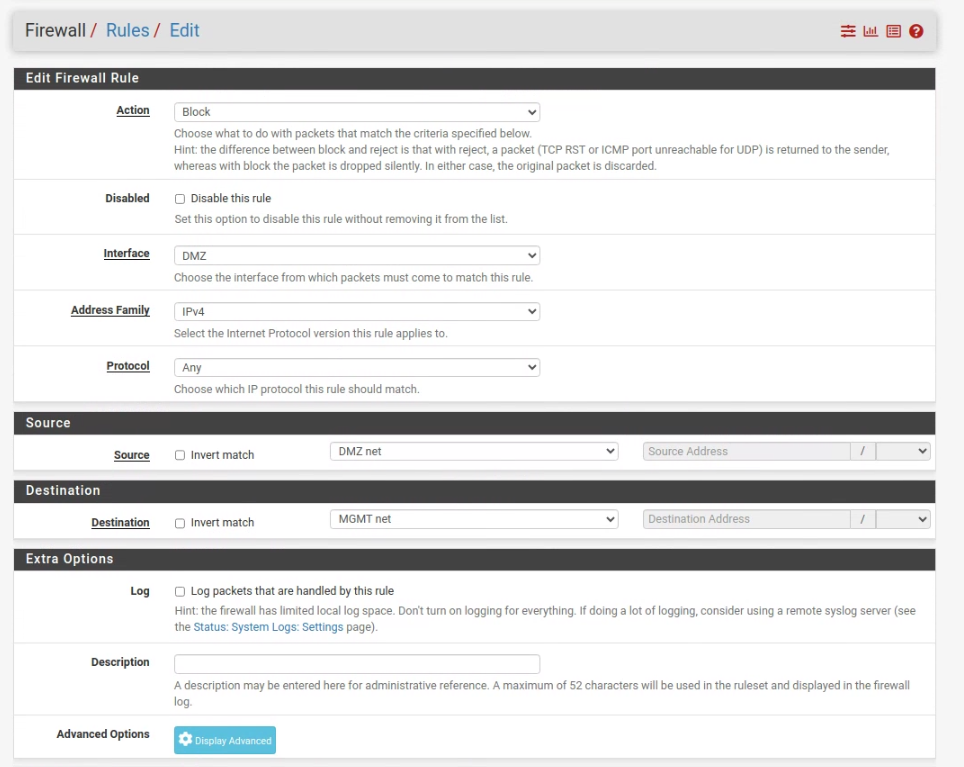 Firewall / Rules / Edit
Edit Firewall Rule
Action
Block
Choose what to do with packets that match the criteria specified below.
Hint: the difference between block and reject is that with reject, a packet (TCP RST or ICMP port unreachable for UDP) is returned to the sender,
whereas with block the packet is dropped silently. In either case, the original packet is discarded.
Disabled
Disable this rule
Set this option to disable this rule without removing it from the list.
Interface
DMZ
Choose the interface from which packets must come to match this rule.
Address Family
IPv4
Select the Internet Protocol version this rule applies to.
Protocol
Any
Choose which IP protocol this rule should match.
Source
Source
Invert match
DMZ net
Source Address
/
Destination
Destination
Invert match
MGMT net
Destination Address
/
Extra Options
Log
Log packets that are handled by this rule
Hint: the firewall has limited local log space. Don't turn on logging for everything. If doing a lot of logging, consider using a remote syslog server (see
the Status: System Logs: Settings page).
Description
A description may be entered here for administrative reference. A maximum of 52 characters will be used in the ruleset and displayed in the firewall
log.
Advanced Options
Display Advanced